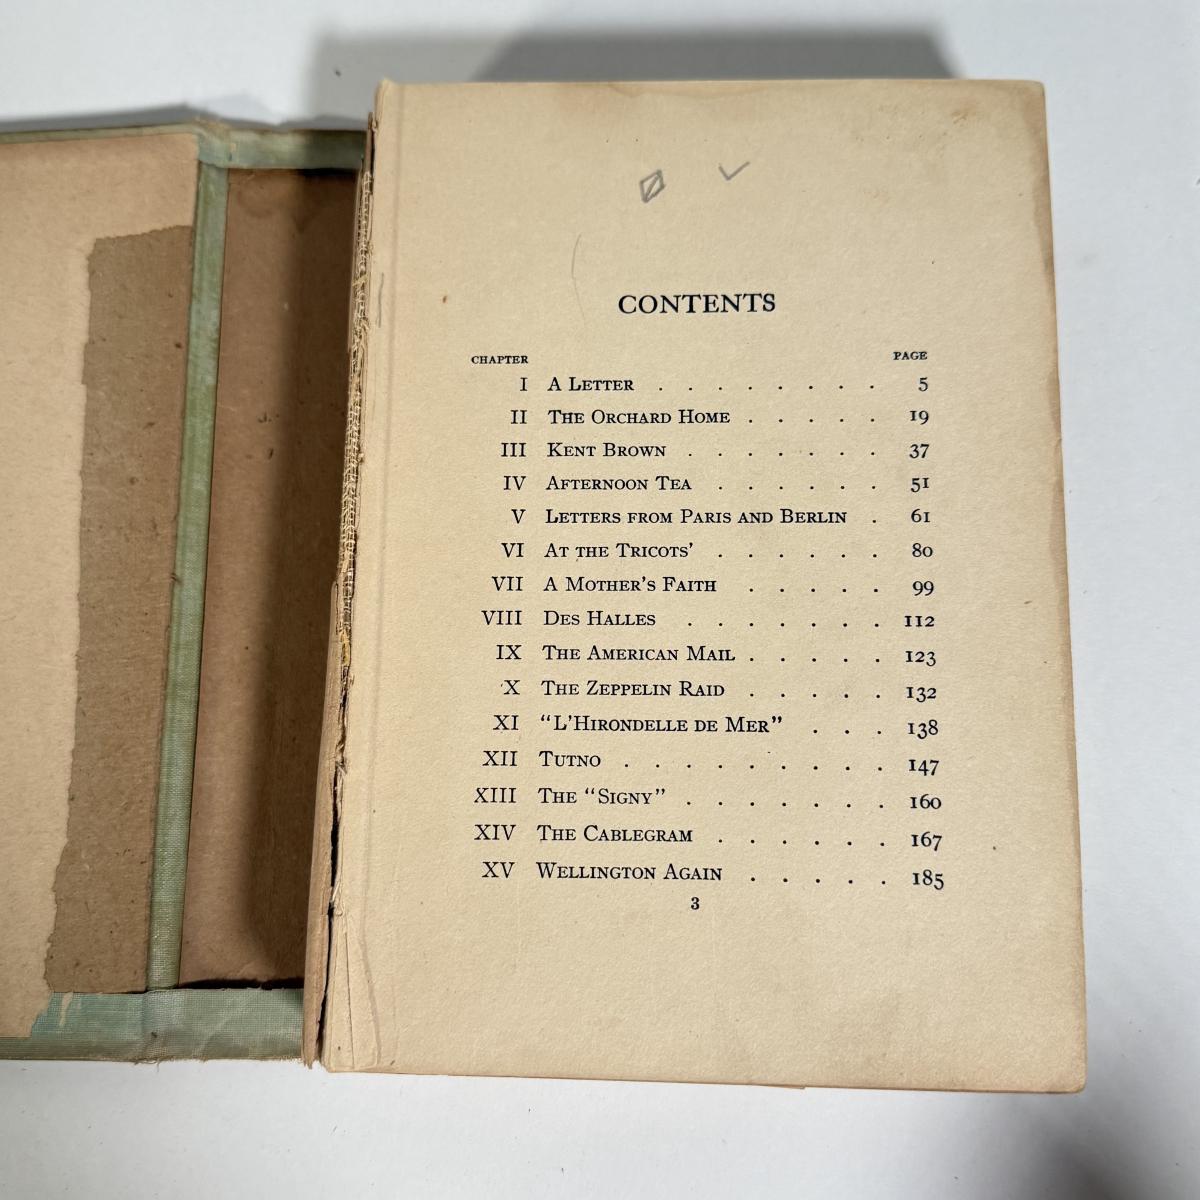 CONTENTS
CHAPTER PAGE
I A LETTER . . . . . . . . 5
II THE ORCHARD HOME . . . . . 19
III KENT BROWN . . . . . . . 37
IV AFTERNOON TEA . . . . . . 51
V LETTERS FROM PARIS AND BERLIN . 61
VI AT THE TRICOTS' . . . . . . 80
VII A MOTHER'S FAITH . . . . . 99
VIII DES HALLES . . . . . . . 112
IX THE AMERICAN MAIL . . . . . 123
X THE ZEPPELIN RAID . . . . . 132
XI "L'HIRONDELLE DE MER" . . . 138
XII TUTNO . . . . . . . . . 147
XIII THE "SIGNY" . . . . . . . 160
XIV THE CABLEGRAM . . . . . . 167
XV WELLINGTON AGAIN . . . . . 185
3